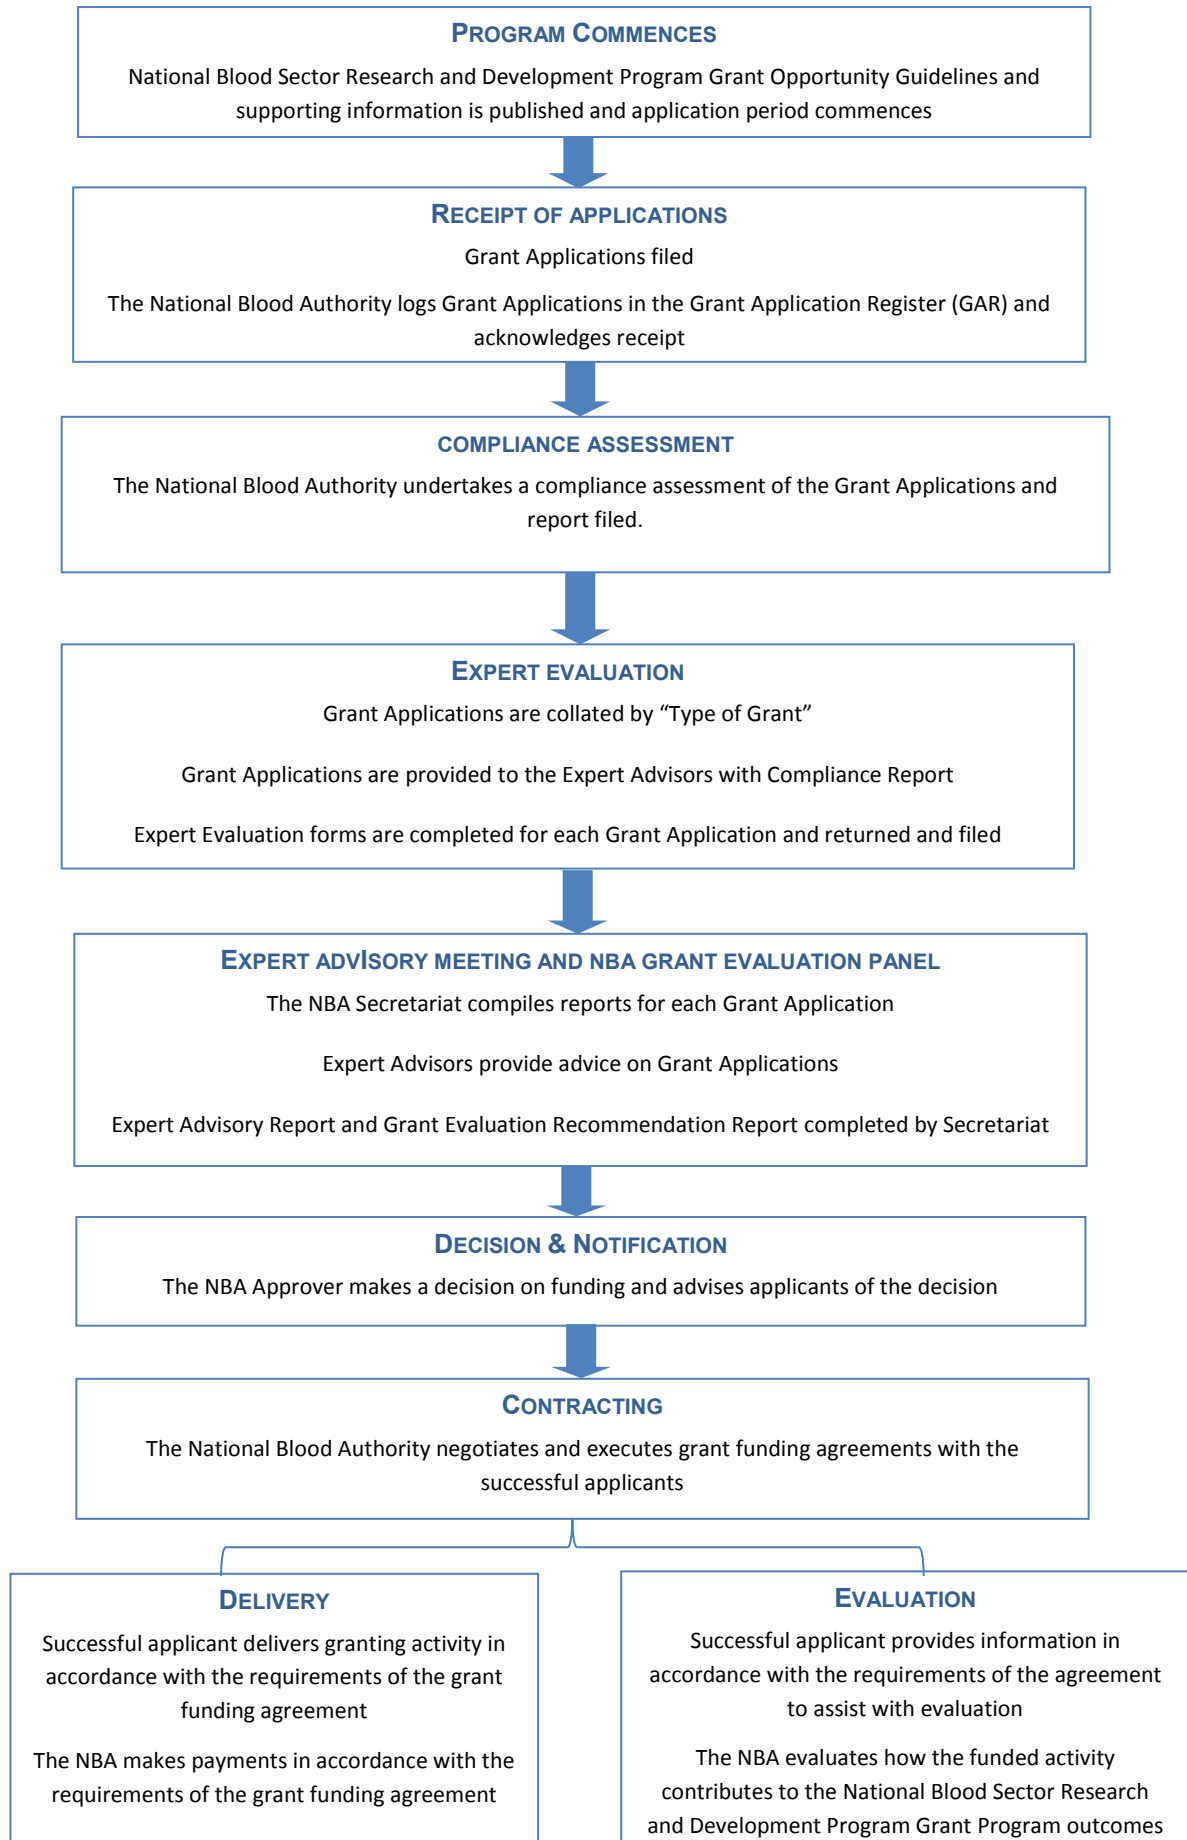 PROGRAM COMMENCES
National Blood Sector Research and Development Program Grant Opportunity Guidelines and
supporting information is published and application period commences
RECEIPT OF APPLICATIONS
Grant Applications filed
The National Blood Authority logs Grant Applications in the Grant Application Register (GAR) and
acknowledges receipt
COMPLIANCE ASSESSMENT
The National Blood Authority undertakes a compliance assessment of the Grant Applications and
report filed.
EXPERT EVALUATION
Grant Applications are collated by “Type of Grant”
Grant Applications are provided to the Expert Advisors with Compliance Report
Expert Evaluation forms are completed for each Grant Application and returned and filed
EXPERT ADVISORY MEETING AND NBA GRANT EVALUATION PANEL
The NBA Secretariat compiles reports for each Grant Application
Expert Advisors provide advice on Grant Applications
Expert Advisory Report and Grant Evaluation Recommendation Report completed by Secretariat
DECISION & NOTIFICATION
The NBA Approver makes a decision on funding and advises applicants of the decision
CONTRACTING
The National Blood Authority negotiates and executes grant funding agreements with the
successful applicants
DELIVERY
Successful applicant delivers granting activity in
accordance with the requirements of the grant
funding agreement
The NBA makes payments in accordance with the
requirements of the grant funding agreement
EVALUATION
Successful applicant provides information in
accordance with the requirements of the agreement
to assist with evaluation
The NBA evaluates how the funded activity
contributes to the National Blood Sector Research
and Development Program Grant Program outcomes